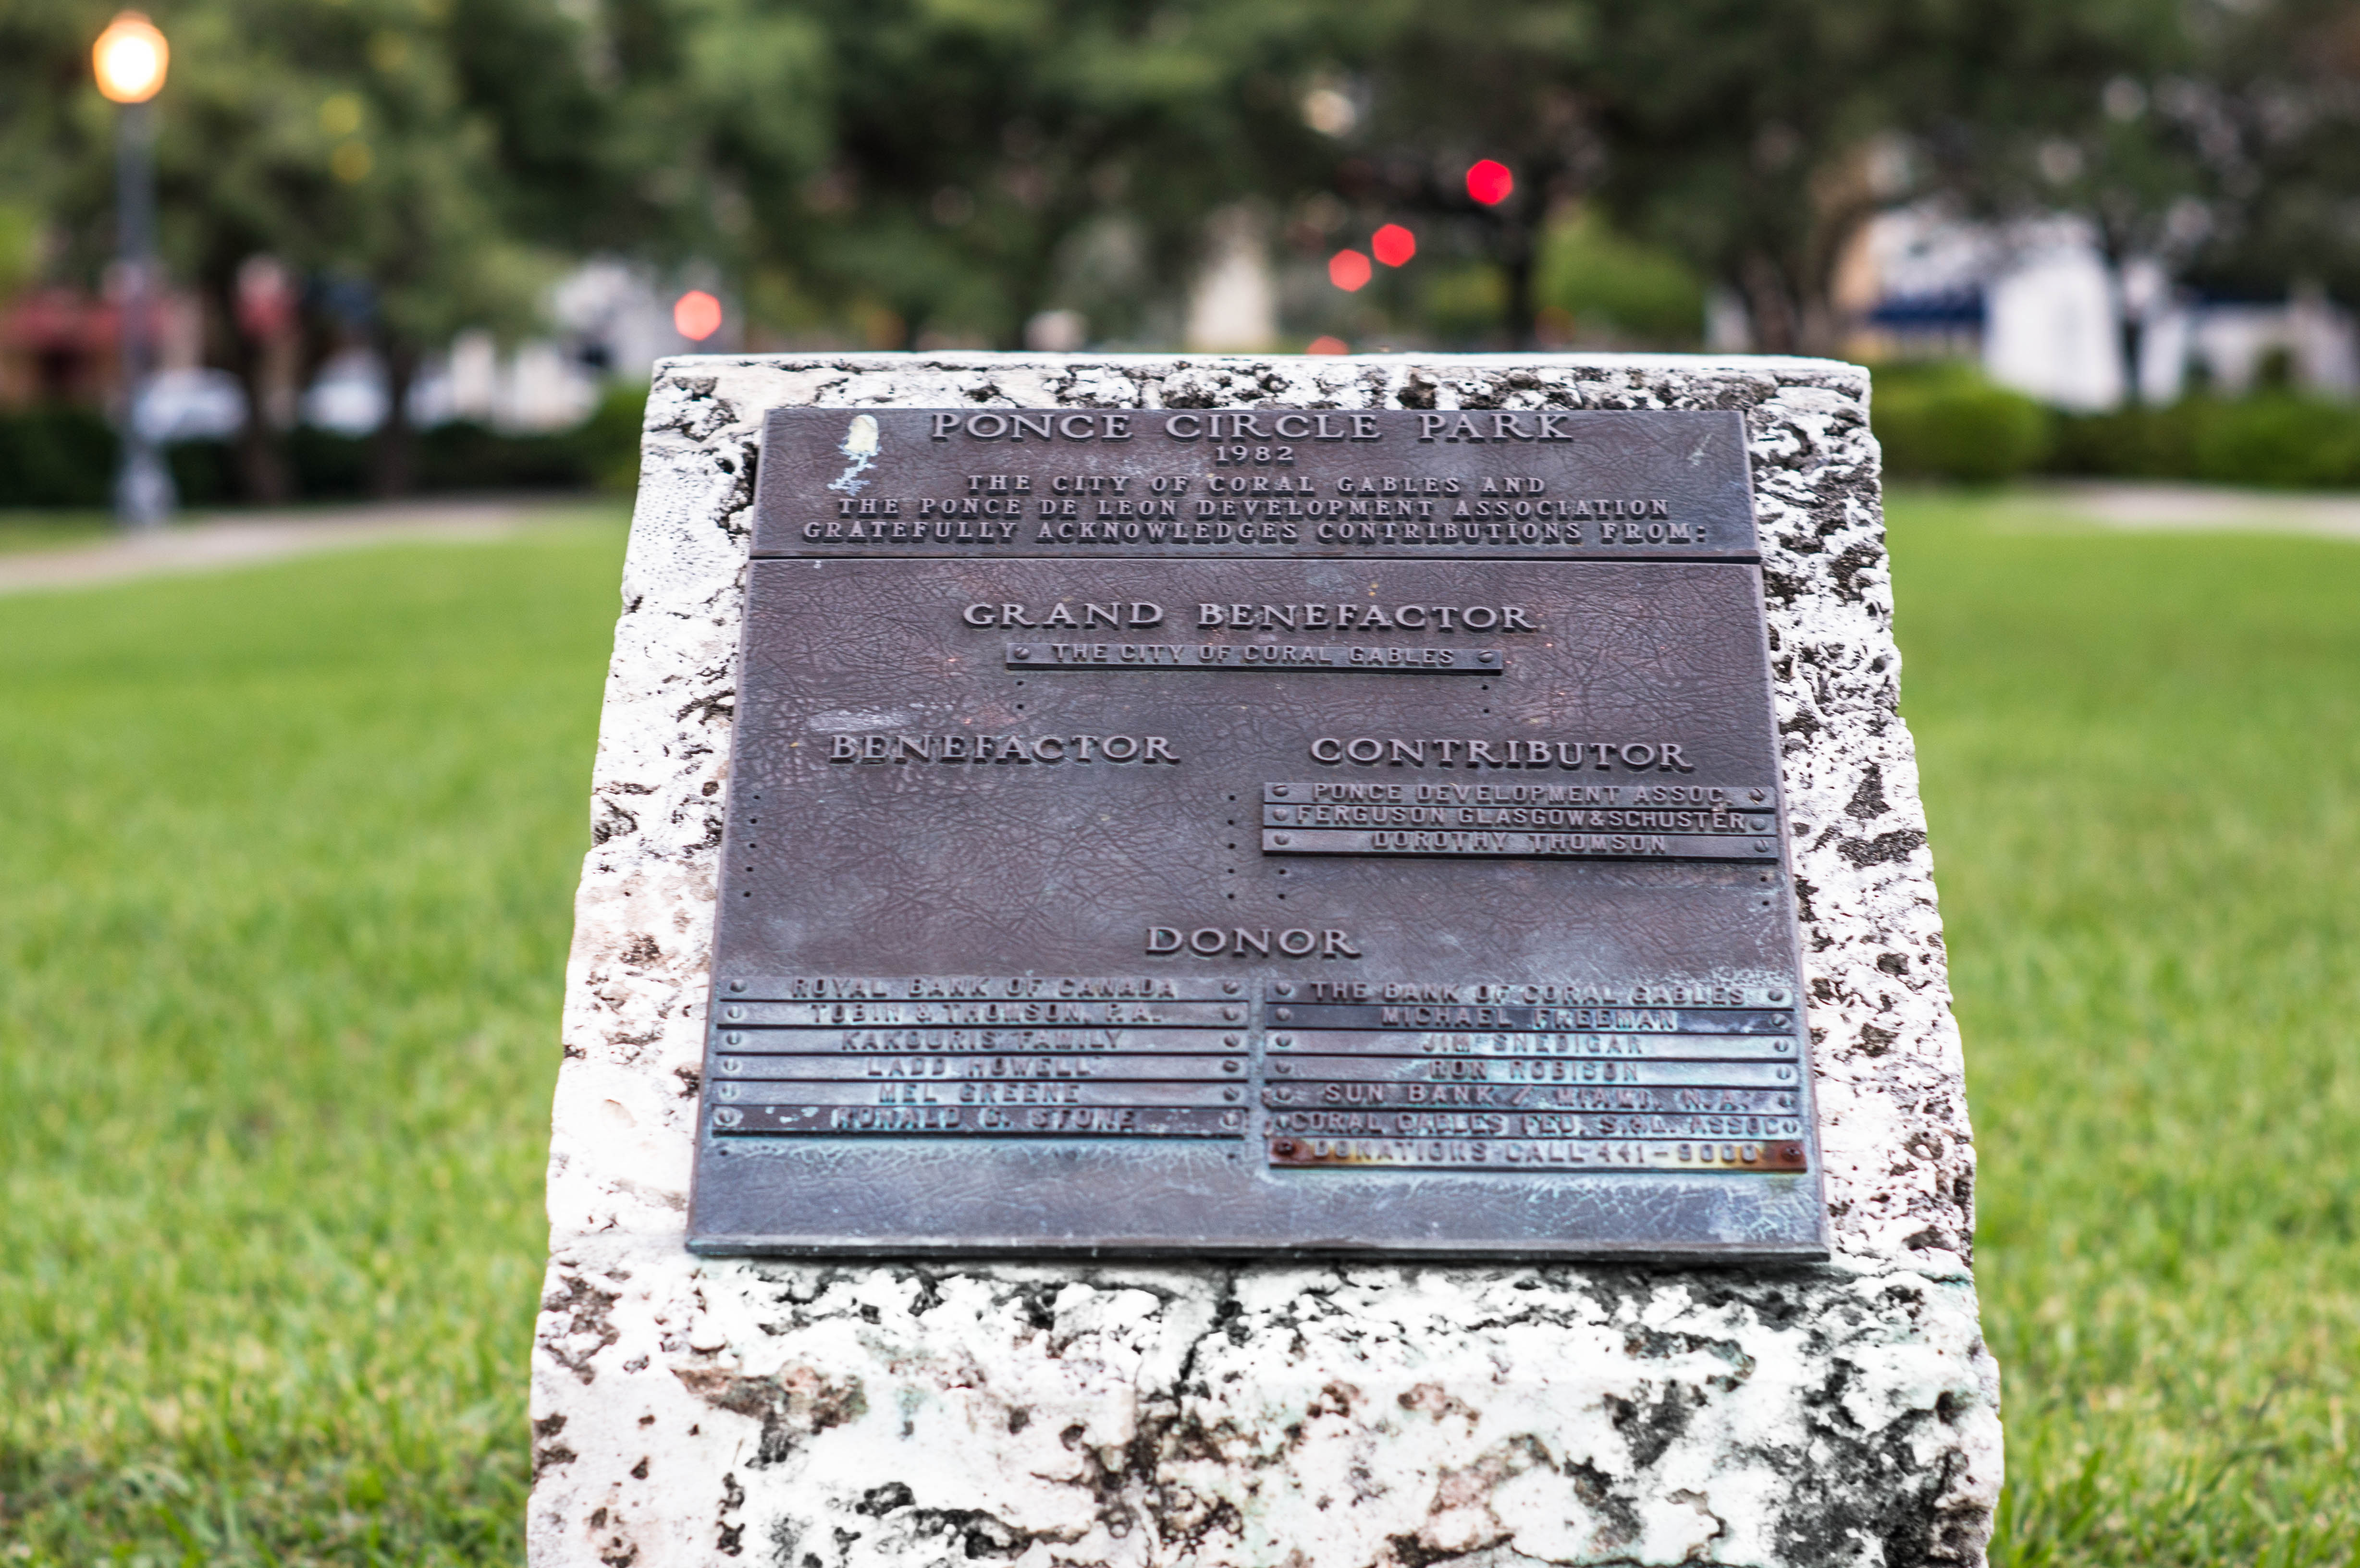 PONCE CIRCLE PARK
1982
THE CITY OF CORAL GABLES AND
THE PONCE DE LEON DEVELOPMENT ASSOCIATION
GRATEFULLY ACKNOWLEDGES CONTRIBUTIONS FROM:
GRAND BENEFACTOR
THE CITY OF CORAL GABLES
BENEFACTOR
CONTRIBUTOR
PONCE DEVELOPMENT ASSOC.
FERGUSON GLASGOW&SCHUSTER
DOROTHY THOMSON
DONOR
ROYAL BANK OF CANADA
TOBIN & THOMSON, P.A.
KAKOURIS FAMILY
LADD HOWELL
MEL GREENE
RONALD G. STONE
THE BANK OF CORAL GABLES
MICHAEL FREEMAN
JIM SNEDIGAR
RON ROBISON
SUN BANK / MIAMI, N.A.
CORAL GABLES FED. S.&L. ASSOC
DONATIONS CALL 441-9000